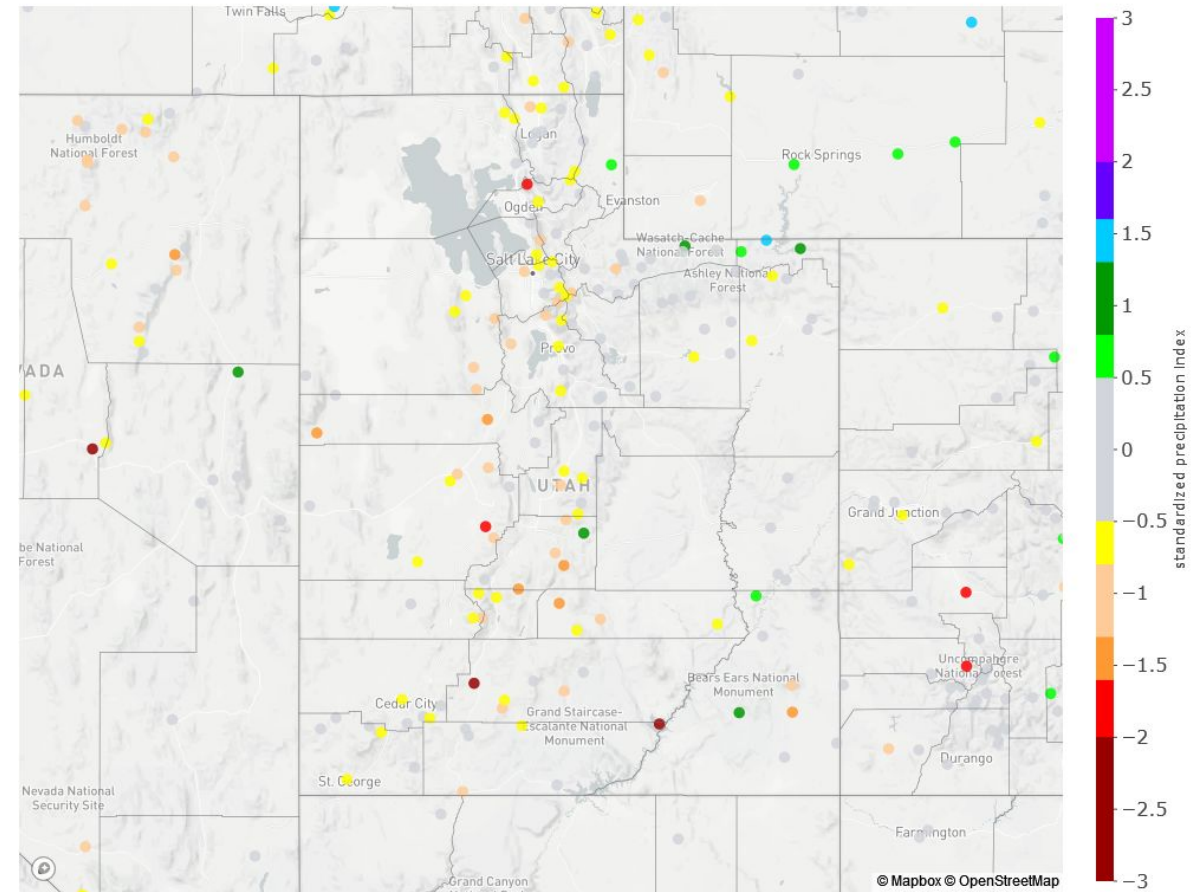 Twin Falls
Humboldt
National Forest
Logan
Rock Springs
Ogden
Evanston
Wasatch-Cache
National Forest
Salt Lake City
Ashley National
Forest
Provo
VADA
UTAH
Grand Junction
be National
Forest
Uncompahgre
National Forest
Bears Ears National
Monument
Cedar City
Grand Staircase-
Escalante National
Monument
Durango
St. George
Nevada National
Security Site
Farmington
Grand Canyon
© Mapbox © OpenStreetMap
3
2.5
2
1.5
1
0.5
0
−0.5
−1
−1.5
−2
−2.5
−3
standardized precipitation index